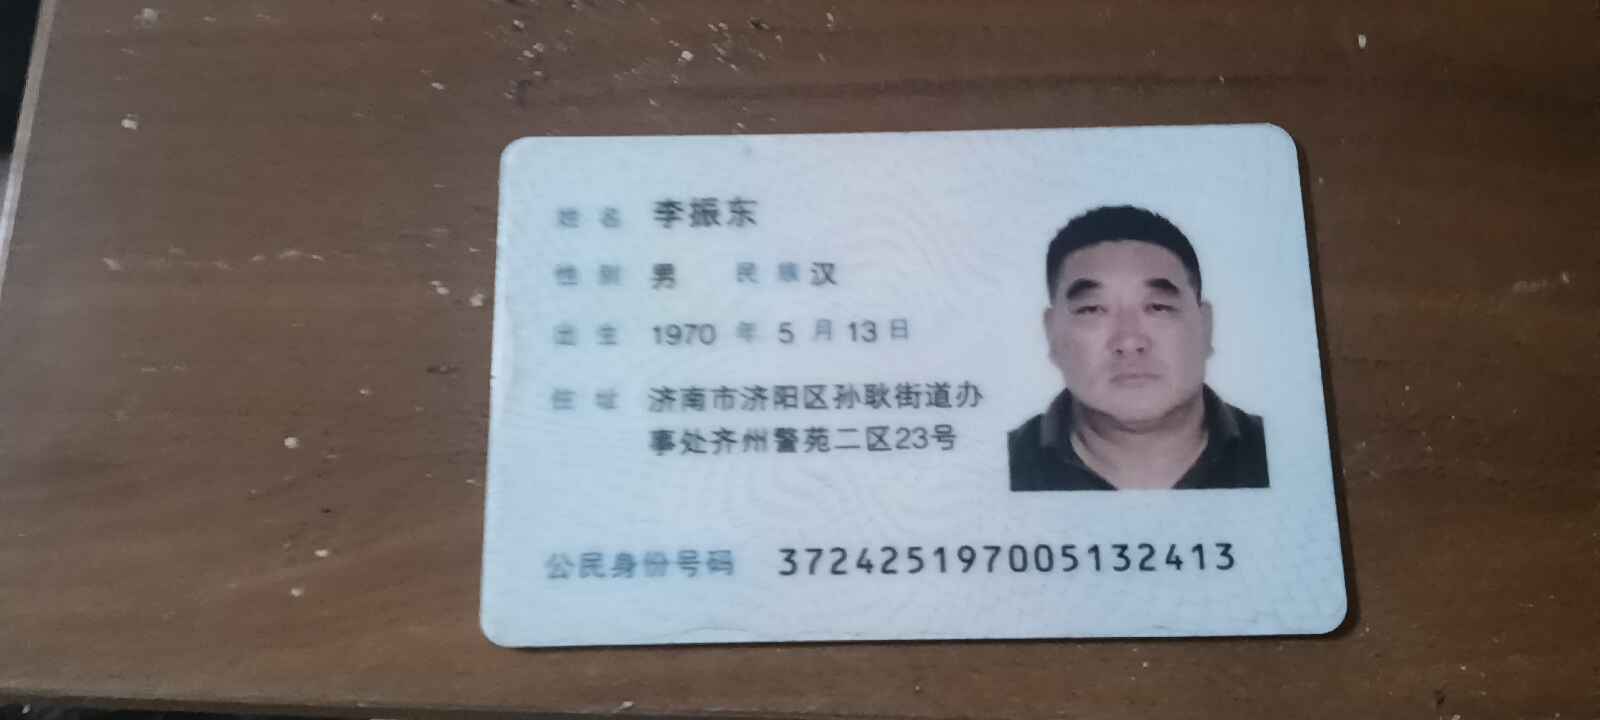 姓名 李振东
性别 男 民族 汉
出生 1970 年 5 月 13 日
住址 济南市济阳区孙耿街道办
事处齐州警苑二区23号
公民身份号码 372425197005132413